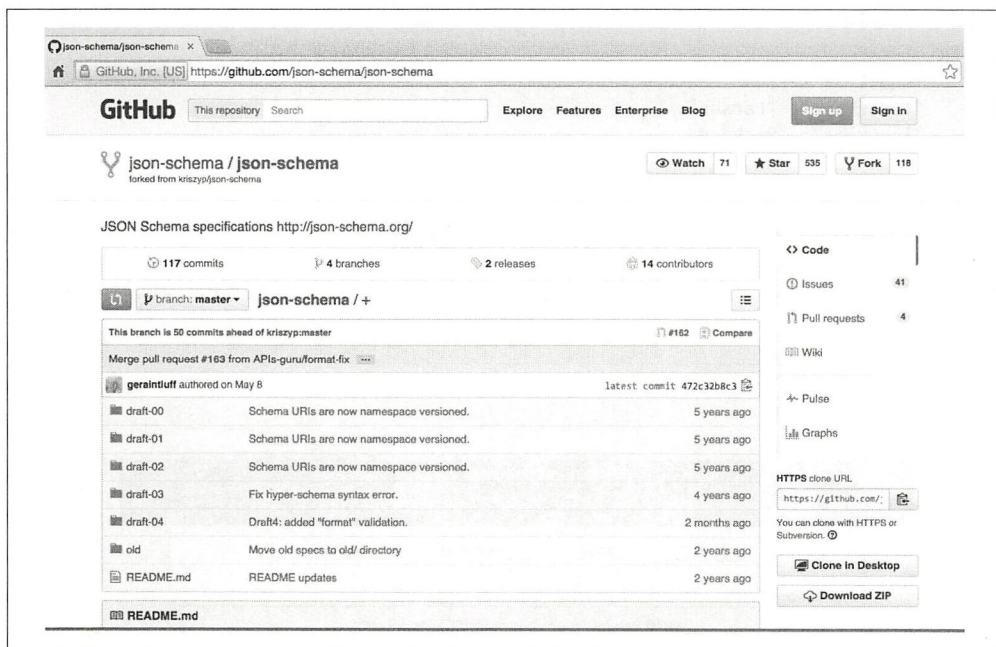 json-schema/json-schema ×
GitHub, Inc. [US] https://github.com/json-schema/json-schema
GitHub This repository Search Explore Features Enterprise Blog Sign up Sign in
json-schema / json-schema Watch 71 Star 535 Fork 118
forked from kriszyp/json-schema
JSON Schema specifications http://json-schema.org/
117 commits 4 branches 2 releases 14 contributors
branch: master json-schema / +
This branch is 50 commits ahead of kriszyp:master #162 Compare
Merge pull request #163 from APIs-guru/format-fix ...
geraintluff authored on May 8 latest commit 472c32b8c3
draft-00 Schema URIs are now namespace versioned. 5 years ago
draft-01 Schema URIs are now namespace versioned. 5 years ago
draft-02 Schema URIs are now namespace versioned. 5 years ago
draft-03 Fix hyper-schema syntax error. 4 years ago
draft-04 Draft4: added "format" validation. 2 months ago
old Move old specs to old/ directory 2 years ago
README.md README updates 2 years ago
README.md
<> Code
Issues 41
Pull requests 4
Wiki
Pulse
Graphs
HTTPS clone URL
https://github.com/
You can clone with HTTPS or
Subversion.
Clone in Desktop
Download ZIP